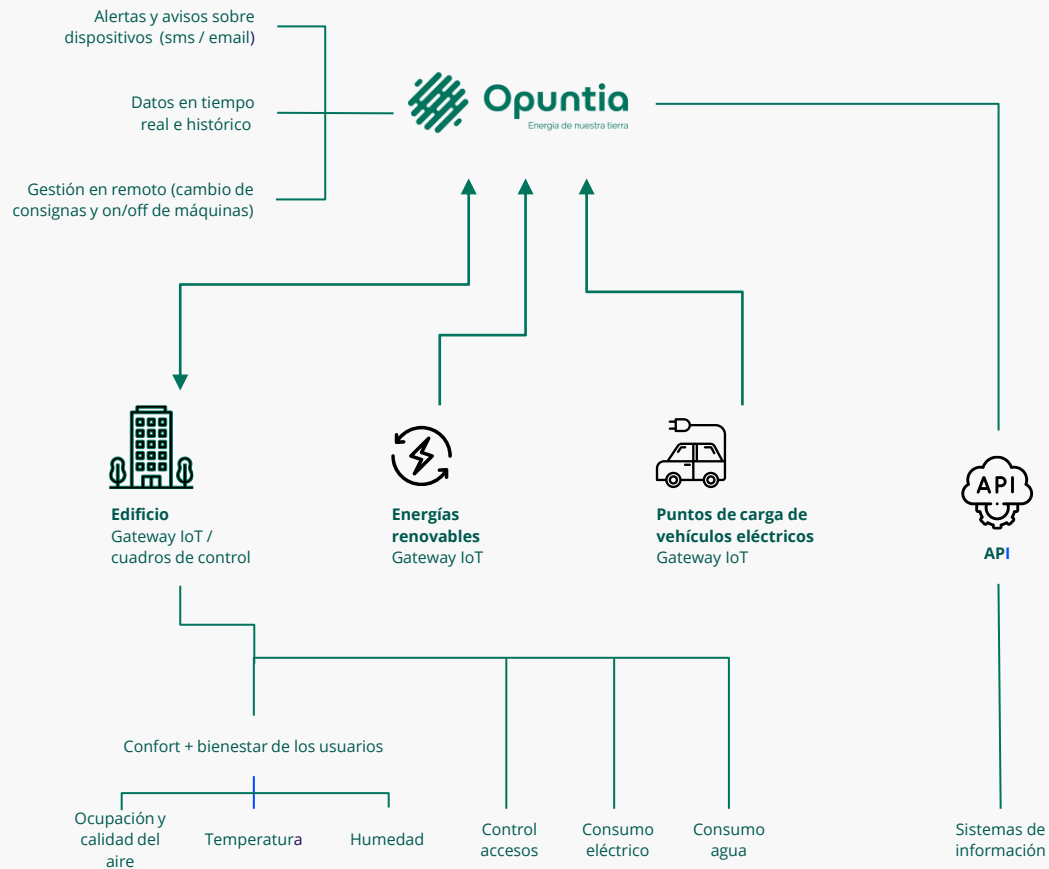 Alertas y avisos sobre
dispositivos (sms / email)
Opuntia
Energía de nuestra tierra
Datos en tiempo
real e histórico
Gestión en remoto (cambio de
consignas y on/off de máquinas)
Edificio
Gateway IoT /
cuadros de control
Energías
renovables
Gateway IoT
Puntos de carga de
vehículos eléctricos
Gateway IoT
API
API
Confort + bienestar de los usuarios
Ocupación y
calidad del
aire
Temperatura
Humedad
Control
accesos
Consumo
eléctrico
Consumo
agua
Sistemas de
información